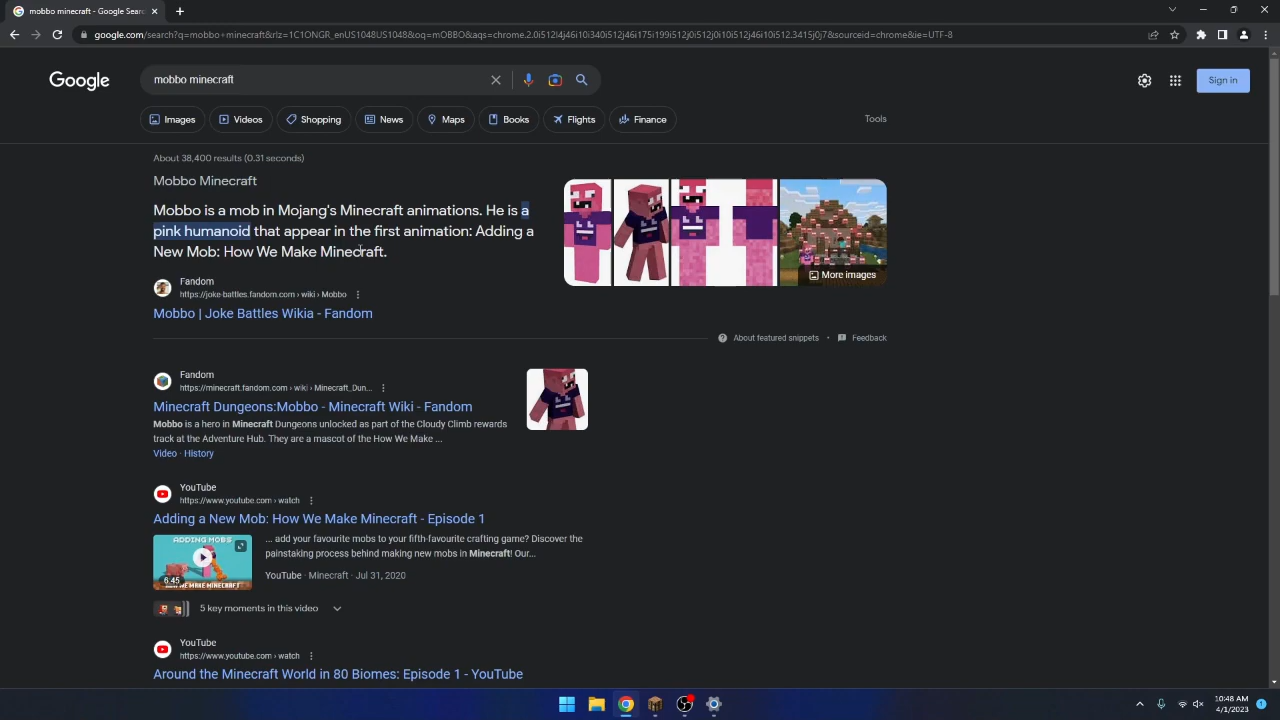 mobbo minecraft - Google Searc
google.com/search?q=mobbo+minecraft&rlz=1C1ONGR_enUS1048US1048&oq=mOBBO&aqs=chrome.2.0i512l4j46i10i340i512j46i175i199i512j0i512j0i10i512j46i10i512.3415j0j7&sourceid=chrome&ie=UTF-8
Google
mobbo minecraft
Sign in
Images
Videos
Shopping
News
Maps
Books
Flights
Finance
Tools
About 38,400 results (0.31 seconds)
Mobbo Minecraft
Mobbo is a mob in Mojang's Minecraft animations. He is a
pink humanoid that appear in the first animation: Adding a
New Mob: How We Make Minecraft.
More images
Fandom
https://joke-battles.fandom.com › wiki › Mobbo
Mobbo | Joke Battles Wikia - Fandom
About featured snippets • Feedback
Fandom
https://minecraft.fandom.com › wiki › Minecraft_Dun...
Minecraft Dungeons:Mobbo - Minecraft Wiki - Fandom
Mobbo is a hero in Minecraft Dungeons unlocked as part of the Cloudy Climb rewards
track at the Adventure Hub. They are a mascot of the How We Make ...
Video · History
YouTube
https://www.youtube.com › watch
Adding a New Mob: How We Make Minecraft - Episode 1
ADDING MOBS
6:45
HOW WE MAKE MINECRAFT
... add your favourite mobs to your fifth-favourite crafting game? Discover the
painstaking process behind making new mobs in Minecraft! Our...
YouTube · Minecraft · Jul 31, 2020
5 key moments in this video
YouTube
https://www.youtube.com › watch
Around the Minecraft World in 80 Biomes: Episode 1 - YouTube
10:48 AM
4/1/2023
1